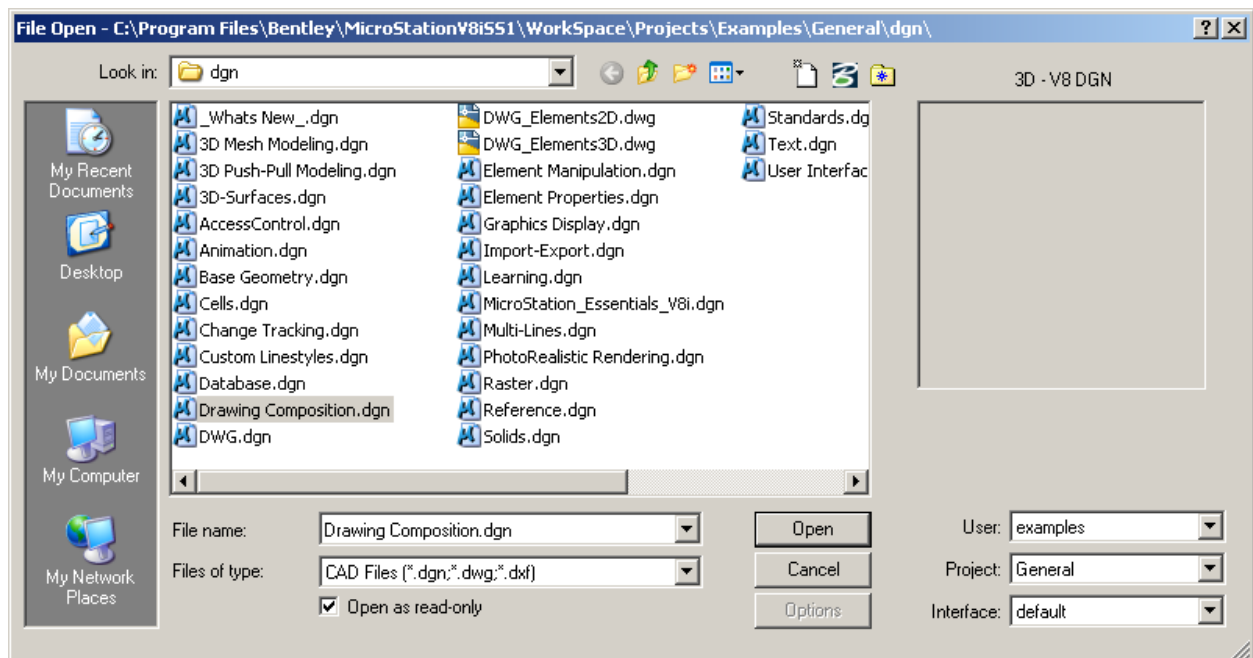 File Open - C:\Program Files\Bentley\MicroStationV8iSS1\WorkSpace\Projects\Examples\General\dgn\
Look in:
dgn
3D - V8 DGN
My Recent
Documents
Desktop
My Documents
My Computer
My Network
Places
_Whats New_.dgn
3D Mesh Modeling.dgn
3D Push-Pull Modeling.dgn
3D-Surfaces.dgn
AccessControl.dgn
Animation.dgn
Base Geometry.dgn
Cells.dgn
Change Tracking.dgn
Custom Linestyles.dgn
Database.dgn
Drawing Composition.dgn
DWG.dgn
DWG_Elements2D.dwg
DWG_Elements3D.dwg
Element Manipulation.dgn
Element Properties.dgn
Graphics Display.dgn
Import-Export.dgn
Learning.dgn
MicroStation_Essentials_V8i.dgn
Multi-Lines.dgn
PhotoRealistic Rendering.dgn
Raster.dgn
Reference.dgn
Solids.dgn
Standards.dg
Text.dgn
User Interfac
File name:
Drawing Composition.dgn
Open
Files of type:
CAD Files (*.dgn;*.dwg;*.dxf)
Cancel
Open as read-only
Options
User:
examples
Project:
General
Interface:
default